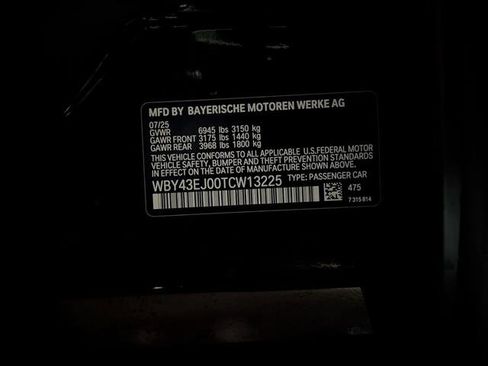 MFD BY BAYERISCHE MOTOREN WERKE AG
07/25
GVWR 6945 lbs 3150 kg
GAWR FRONT 3175 lbs 1440 kg
GAWR REAR 3968 lbs 1800 kg
THIS VEHICLE CONFORMS TO ALL APPLICABLE U.S.FEDERAL MOTOR
VEHICLE SAFETY, BUMPER AND THEFT PREVENTION STANDARDS
IN EFFECT ON THE DATE OF MANUFACTURE SHOWN ABOVE.
WBY43EJ00TCW13225 TYPE: PASSENGER CAR
475
7 315 814